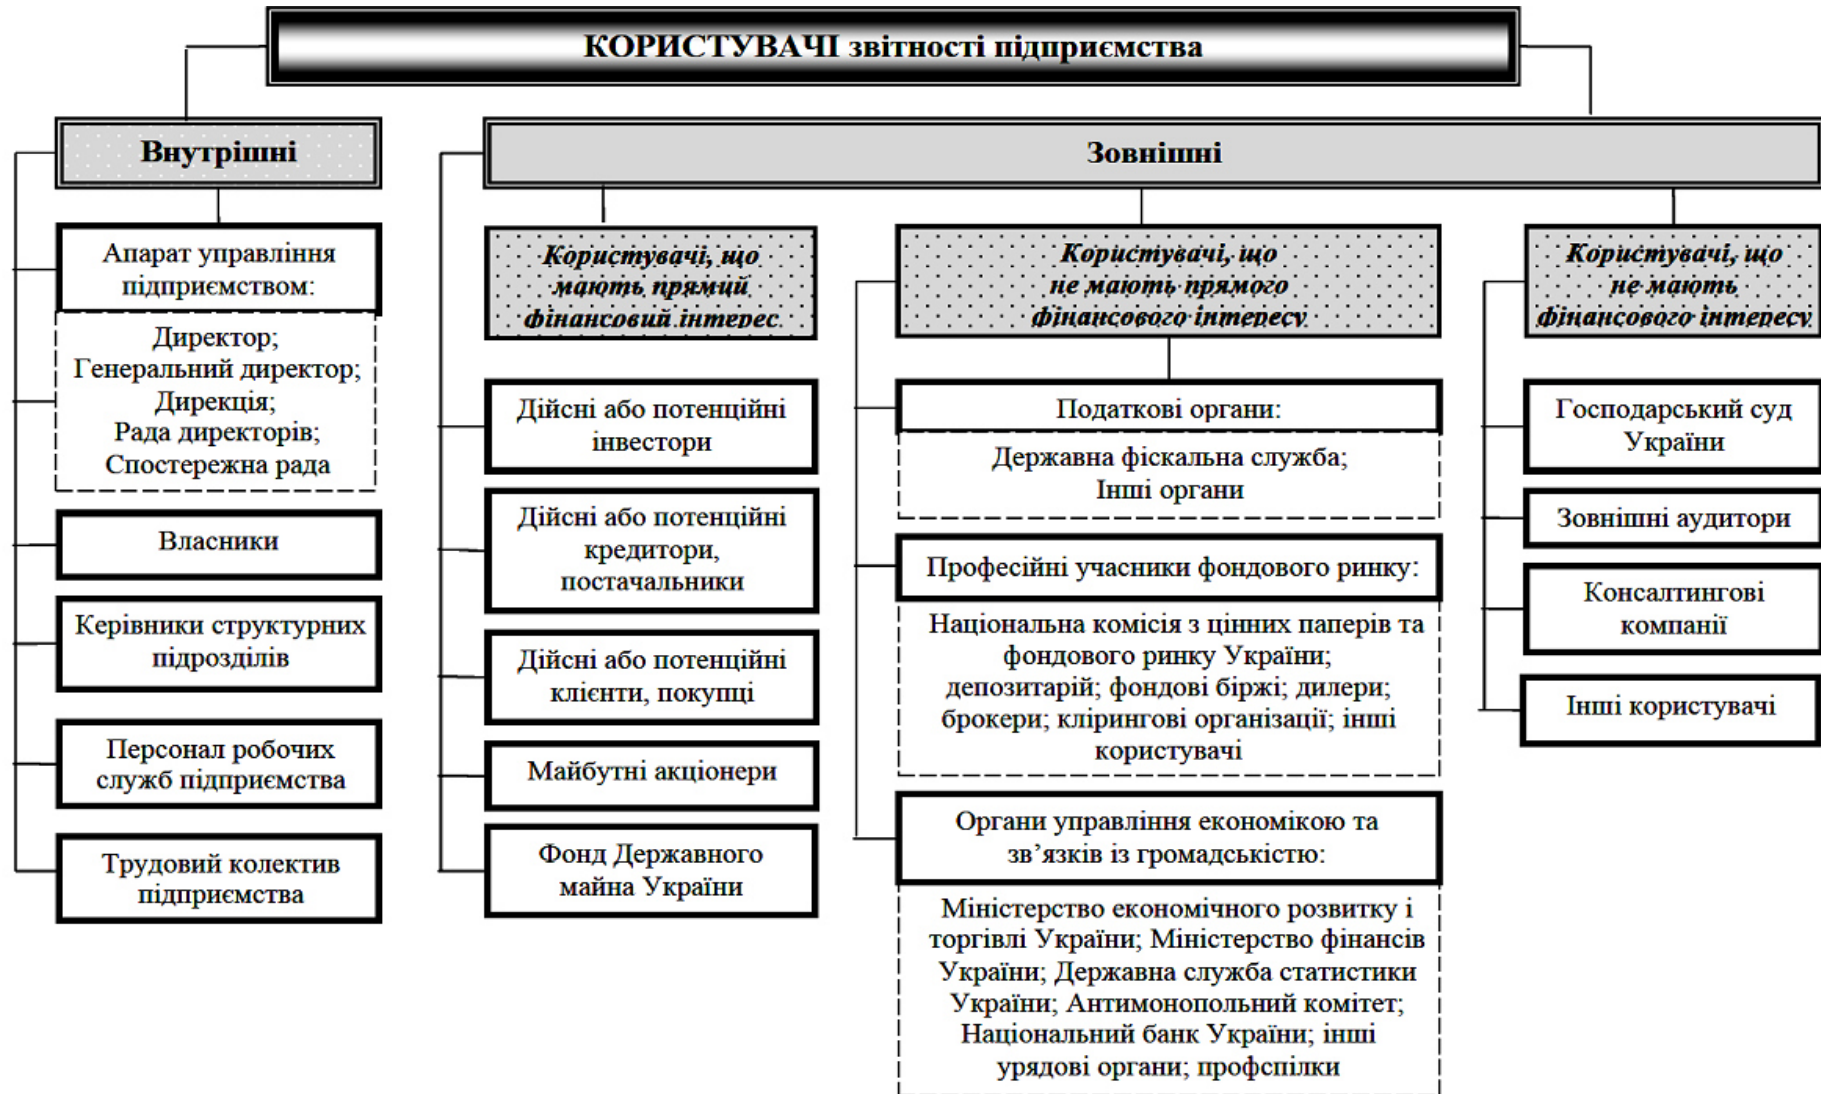 КОРИСТУВАЧІ звітності підприємства
Внутрішні
Апарат управління
підприємством:
Директор;
Генеральний директор;
Дирекція;
Рада директорів;
Спостережна рада
Власники
Керівники структурних
підрозділів
Персонал робочих
служб підприємства
Трудовий колектив
підприємства
Зовнішні
Користувачі, що
мають прямий
фінансовий інтерес
Дійсні або потенційні
інвестори
Дійсні або потенційні
кредитори,
постачальники
Дійсні або потенційні
клієнти, покупці
Майбутні акціонери
Фонд Державного
майна України
Користувачі, що
не мають прямого
фінансового інтересу
Податкові органи:
Державна фіскальна служба;
Інші органи
Професійні учасники фондового ринку:
Національна комісія з цінних паперів та
фондового ринку України;
депозитарій; фондові біржі; дилери;
брокери; клірингові організації; інші
користувачі
Органи управління економікою та
зв’язків із громадськістю:
Міністерство економічного розвитку і
торгівлі України; Міністерство фінансів
України; Державна служба статистики
України; Антимонопольний комітет;
Національний банк України; інші
урядові органи; профспілки
Користувачі, що
не мають
фінансового інтересу
Господарський суд
України
Зовнішні аудитори
Консалтингові
компанії
Інші користувачі